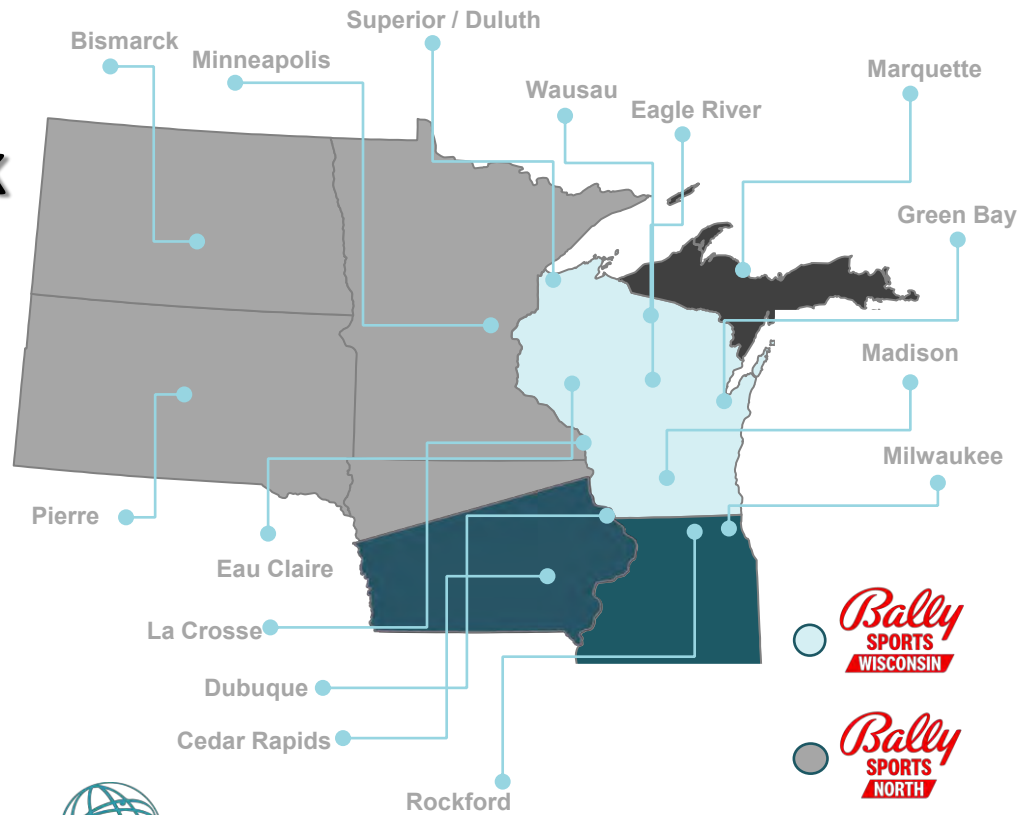 Superior / Duluth
Bismarck
Minneapolis
Marquette
Wausau
Eagle River
Green Bay
Madison
Milwaukee
Pierre
Eau Claire
La Crosse
Bally
SPORTS
WISCONSIN
Dubuque
Cedar Rapids
Bally
SPORTS
NORTH
Rockford